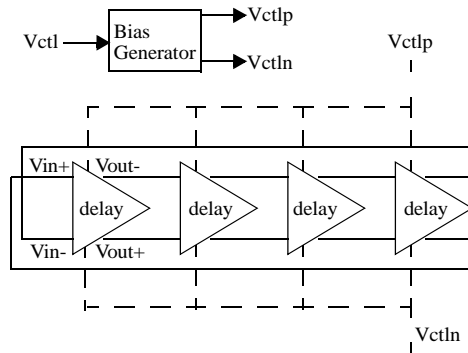 Vctl
Bias
Generator
Vctlp
Vctln
Vctlp
Vin+
Vout-
delay
delay
delay
delay
Vin-
Vout+
Vctln